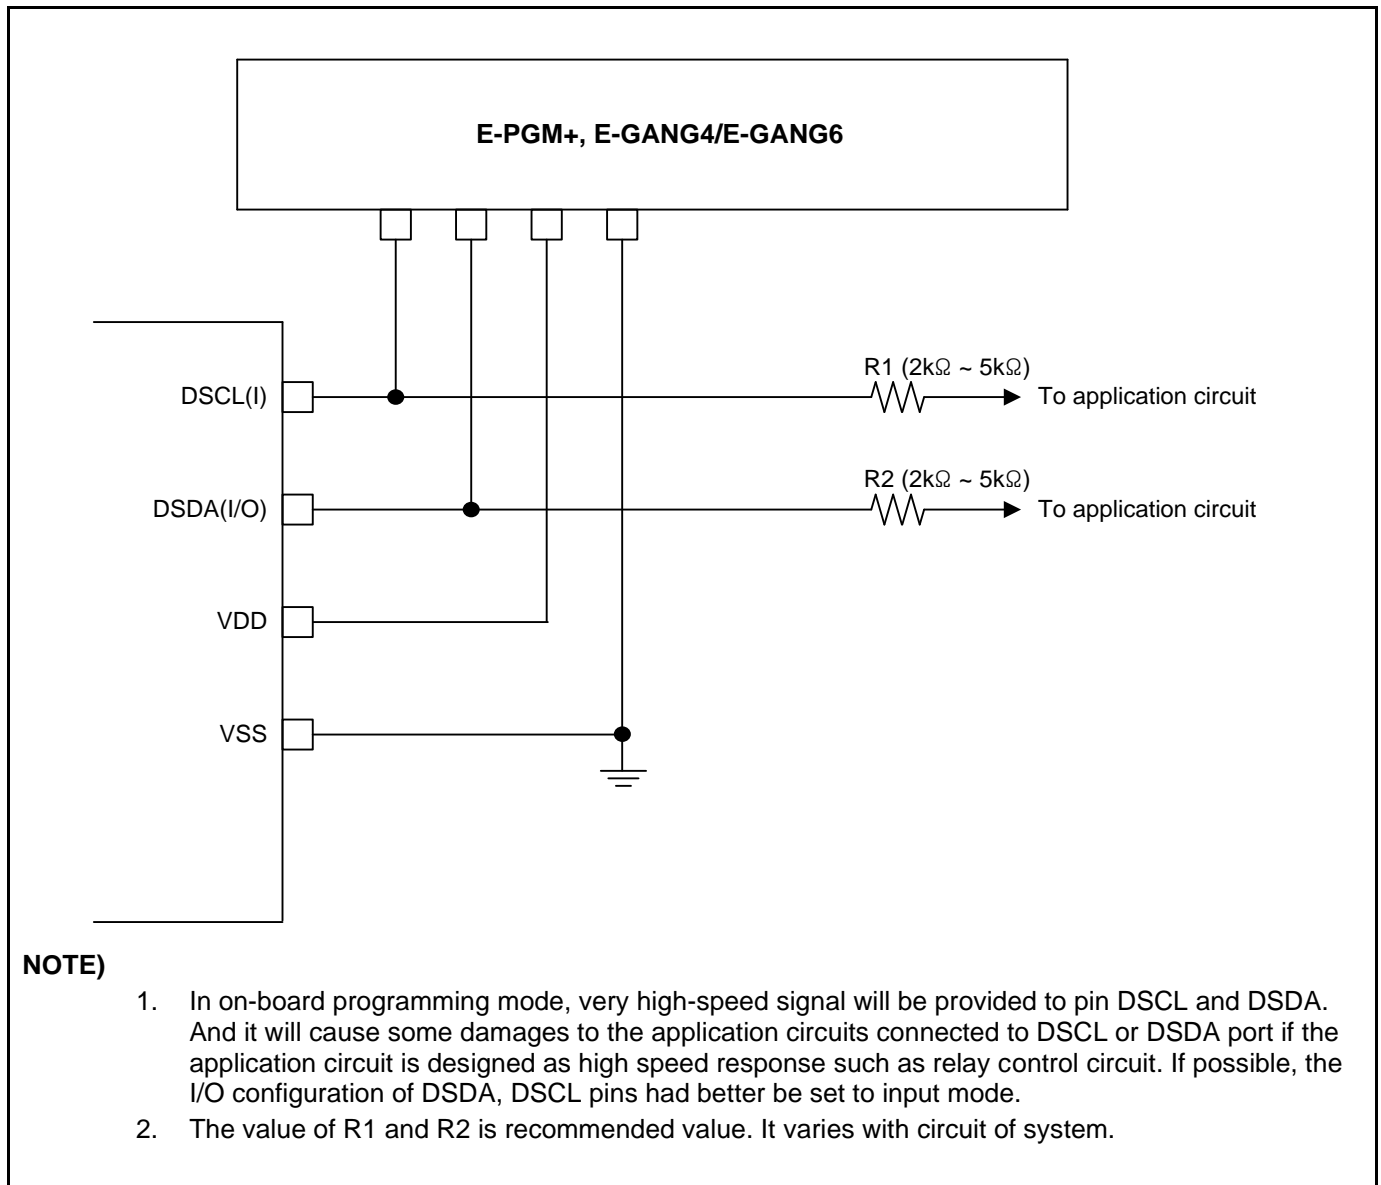 E-PGM+, E-GANG4/E-GANG6
R1 (2kΩ ~ 5kΩ)
DSCL(I)
To application circuit
R2 (2kΩ ~ 5kΩ)
DSDA(I/O)
To application circuit
VDD
VSS
NOTE)
1. In on-board programming mode, very high-speed signal will be provided to pin DSCL and DSDA.
And it will cause some damages to the application circuits connected to DSCL or DSDA port if the
application circuit is designed as high speed response such as relay control circuit. If possible, the
I/O configuration of DSDA, DSCL pins had better be set to input mode.
2. The value of R1 and R2 is recommended value. It varies with circuit of system.